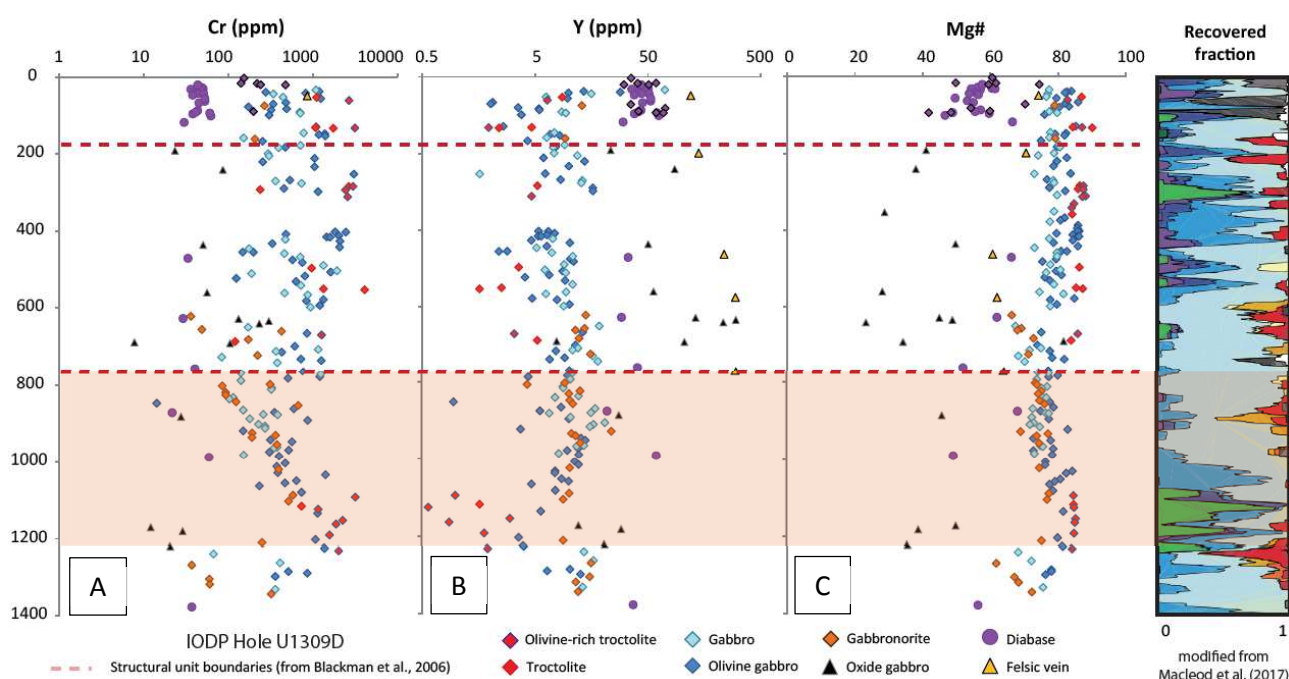 Cr (ppm) Y (ppm) Mg# Recovered fraction
1 10 100 1000 10000 0.5 5 50 500 0 20 40 60 80 100
0
200
400
600
800
1000
1200
1400
A B C
IODP Hole U1309D
Structural unit boundaries (from Blackman et al., 2006)
Olivine-rich troctolite Gabbro Gabbronorite Diabase
Troctolite Olivine gabbro Oxide gabbro Felsic vein
0 1
modified from
Macleod et al. (2017)